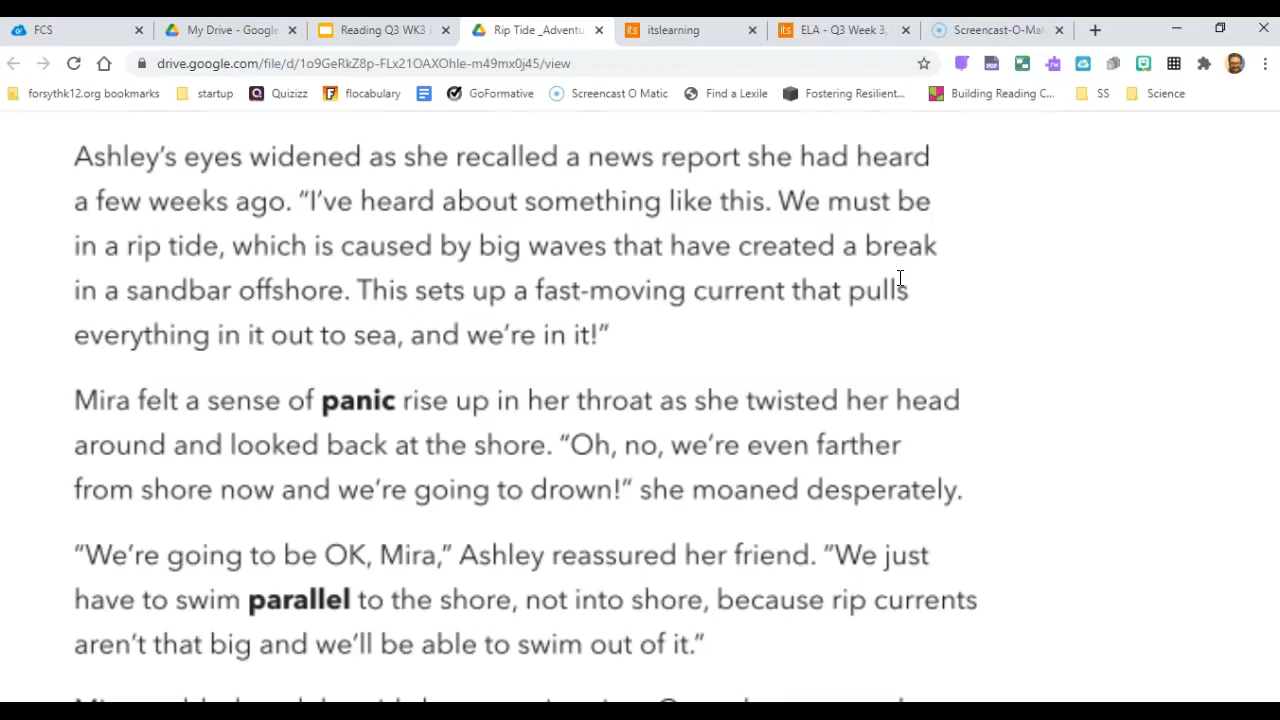 FCS
My Drive - Google
Reading Q3 WK3
Rip Tide _Adventu
itslearning
ELA - Q3 Week 3,
Screencast-O-Mat
drive.google.com/file/d/1o9GeRkZ8p-FLx21OAXOhle-m49mx0j45/view
forsythk12.org bookmarks
startup
Quizizz
flocabulary
GoFormative
Screencast O Matic
Find a Lexile
Fostering Resilient...
Building Reading C...
SS
Science
Ashley's eyes widened as she recalled a news report she had heard
a few weeks ago. “I've heard about something like this. We must be
in a rip tide, which is caused by big waves that have created a break
in a sandbar offshore. This sets up a fast-moving current that pulls
everything in it out to sea, and we're in it!”
Mira felt a sense of panic rise up in her throat as she twisted her head
around and looked back at the shore. “Oh, no, we're even farther
from shore now and we're going to drown!” she moaned desperately.
“We're going to be OK, Mira,” Ashley reassured her friend. “We just
have to swim parallel to the shore, not into shore, because rip currents
aren't that big and we'll be able to swim out of it.”